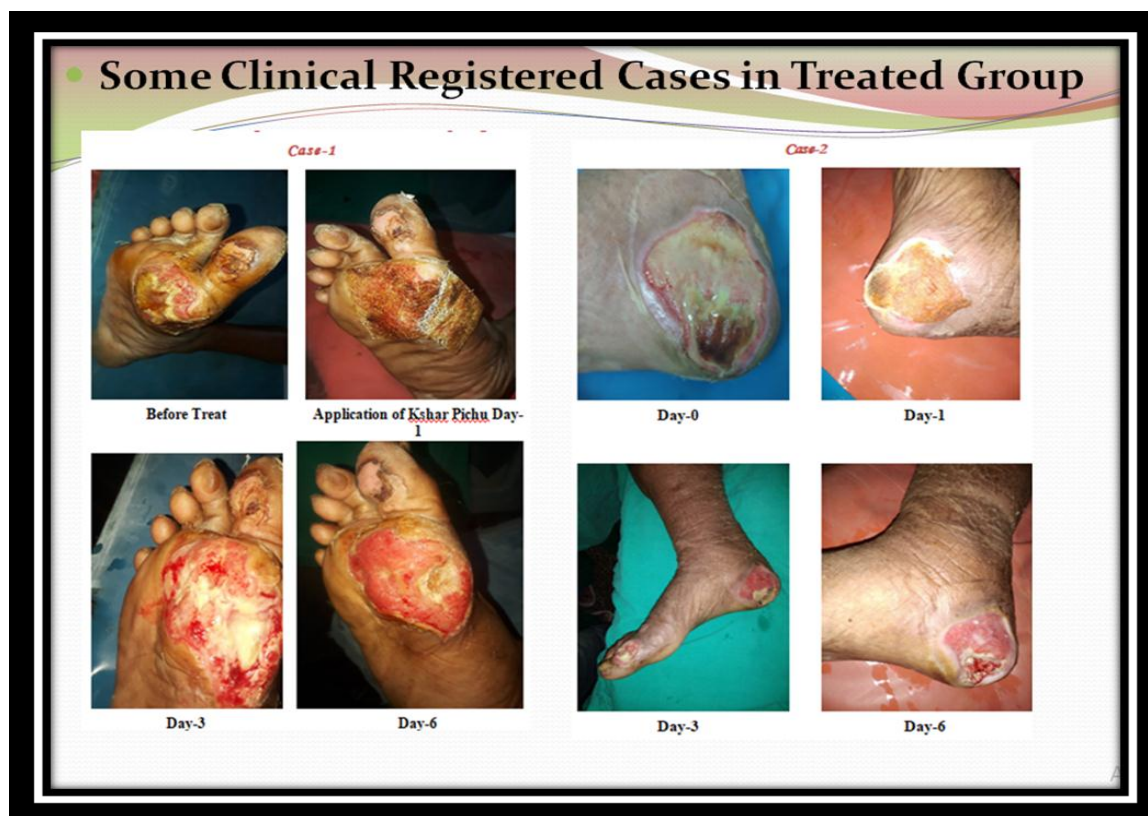 Some Clinical Registered Cases in Treated Group
Case-1
Case-2
Before Treat
Application of Kshar Pichu Day-
1
Day-0
Day-1
Day-3
Day-6
Day-3
Day-6